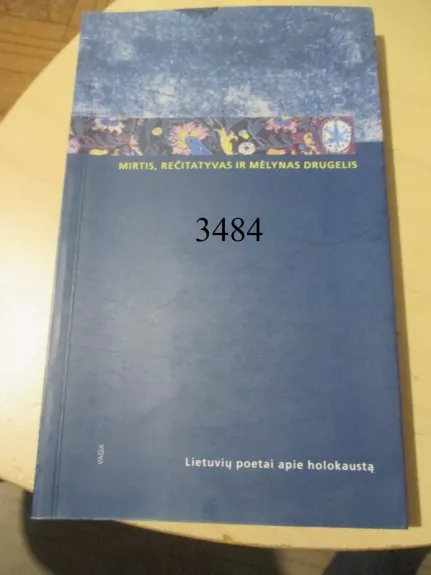 MIRTIS, REČITATYVAS IR MĖLYNAS DRUGELIS
3484
VAGA
Lietuvių poetai apie holokaustą